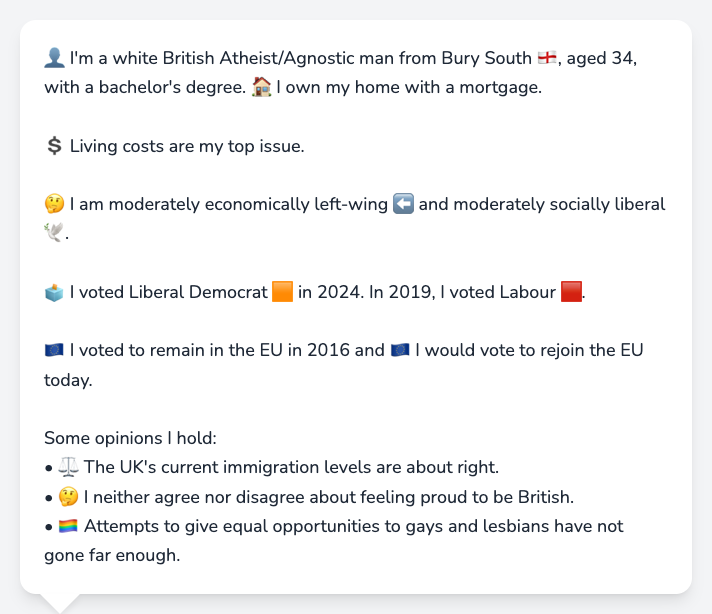 👤 I'm a white British Atheist/Agnostic man from Bury South 🏴󠁧󠁢󠁥󠁮󠁧󠁿, aged 34,
with a bachelor's degree. 🏠 I own my home with a mortgage.
💲 Living costs are my top issue.
🤔 I am moderately economically left-wing ⬅️ and moderately socially liberal
🕊️.
🗳️ I voted Liberal Democrat 🟧 in 2024. In 2019, I voted Labour 🟥.
🇪🇺 I voted to remain in the EU in 2016 and 🇪🇺 I would vote to rejoin the EU
today.
Some opinions I hold:
• ⚖️ The UK's current immigration levels are about right.
• 🤔 I neither agree nor disagree about feeling proud to be British.
• 🏳️‍🌈 Attempts to give equal opportunities to gays and lesbians have not
gone far enough.